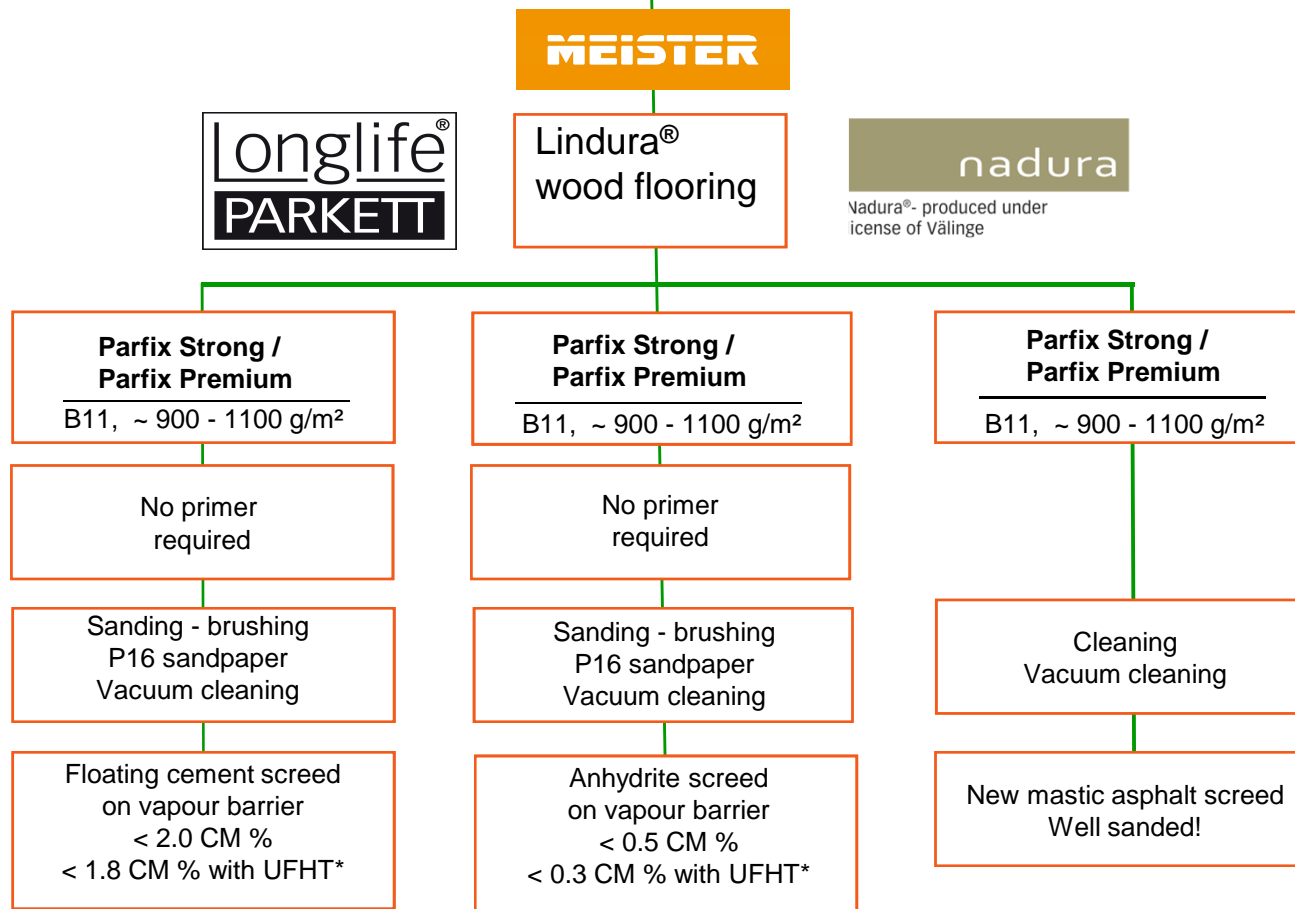 MEISTER
Longlife®
PARKETT
Lindura®
wood flooring
nadura
Nadura®- produced under
icense of Välinge
Parfix Strong /
Parfix Premium
B11, ~ 900 - 1100 g/m²
No primer
required
Sanding - brushing
P16 sandpaper
Vacuum cleaning
Floating cement screed
on vapour barrier
< 2.0 CM %
< 1.8 CM % with UFHT*
Parfix Strong /
Parfix Premium
B11, ~ 900 - 1100 g/m²
No primer
required
Sanding - brushing
P16 sandpaper
Vacuum cleaning
Anhydrite screed
on vapour barrier
< 0.5 CM %
< 0.3 CM % with UFHT*
Parfix Strong /
Parfix Premium
B11, ~ 900 - 1100 g/m²
Cleaning
Vacuum cleaning
New mastic asphalt screed
Well sanded!